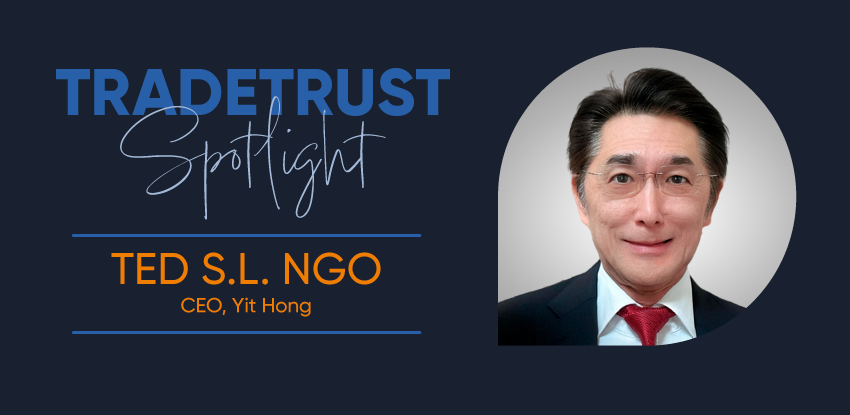 TRADETRUST
Spotlight
TED S.L. NGO
CEO, Yit Hong